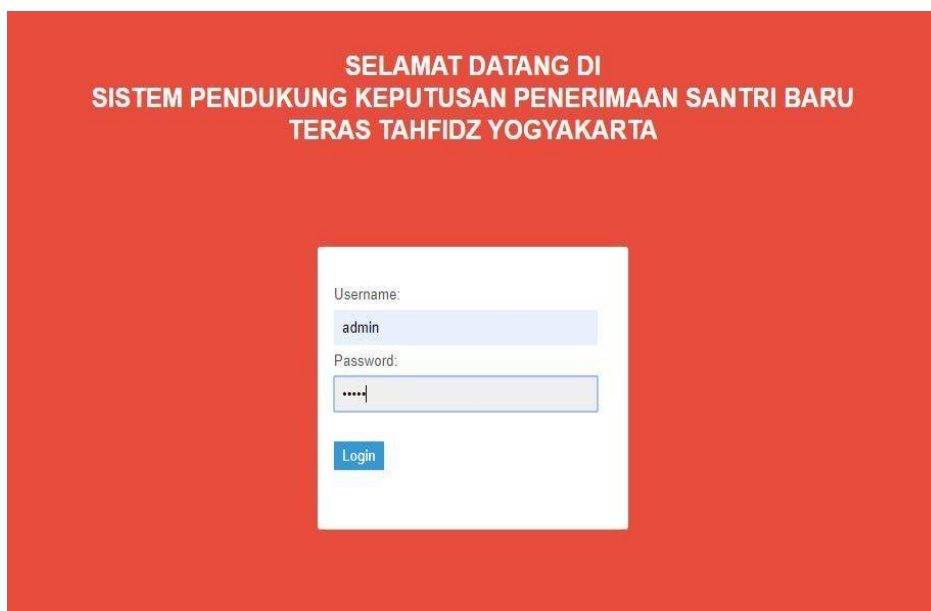 SELAMAT DATANG DI
SISTEM PENDUKUNG KEPUTUSAN PENERIMAAN SANTRI BARU
TERAS TAHFIDZ YOGYAKARTA
Username:
admin
Password:
•••••
Login